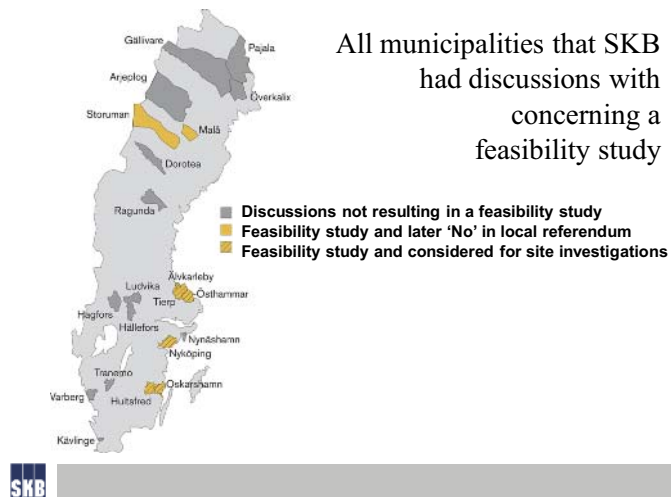 All municipalities that SKB
had discussions with
concerning a
feasibility study
Gällivare
Pajala
Arjeplog
Överkalix
Storuman
Malå
Dorotea
Ragunda
Discussions not resulting in a feasibility study
Feasibility study and later ‘No’ in local referendum
Feasibility study and considered for site investigations
Älvkarleby
Ludvika
Tierp
Östhammar
Hagfors
Hällefors
Nynäshamn
Nyköping
Tranemo
Oskarshamn
Varberg
Hultsfred
Kävlinge
SKB